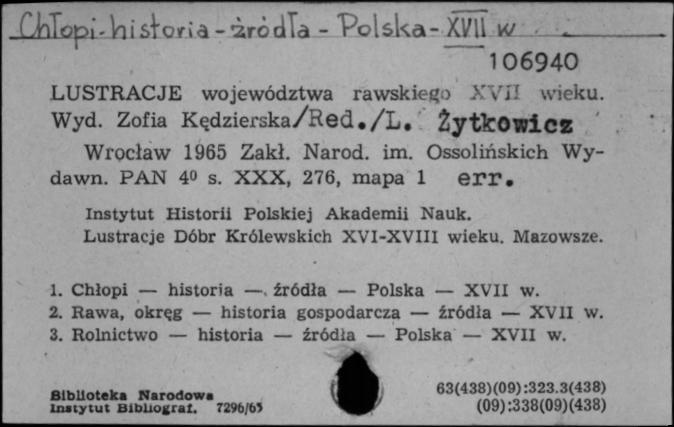 Chłopi-historia-źródła-Polska-XVII w
106940
LUSTRACJE województwa rawskiego XVII wieku.
Wyd. Zofia Kędzierska/Red./L. Żytkowicz
Wrocław 1965 Zakł. Narod. im. Ossolińskich Wy-
dawn. PAN 4⁰ s. XXX, 276, mapa 1 err.
Instytut Historii Polskiej Akademii Nauk.
Lustracje Dóbr Królewskich XVI-XVIII wieku. Mazowsze.
1. Chłopi — historia — źródła — Polska — XVII w.
2. Rawa, okręg — historia gospodarcza — źródła — XVII w.
3. Rolnictwo — historia — źródła — Polska — XVII w.
Biblioteka Narodowa
Instytut Bibliograf. 7296/65
63(438)(09):323.3(438)
(09):338(09)(438)